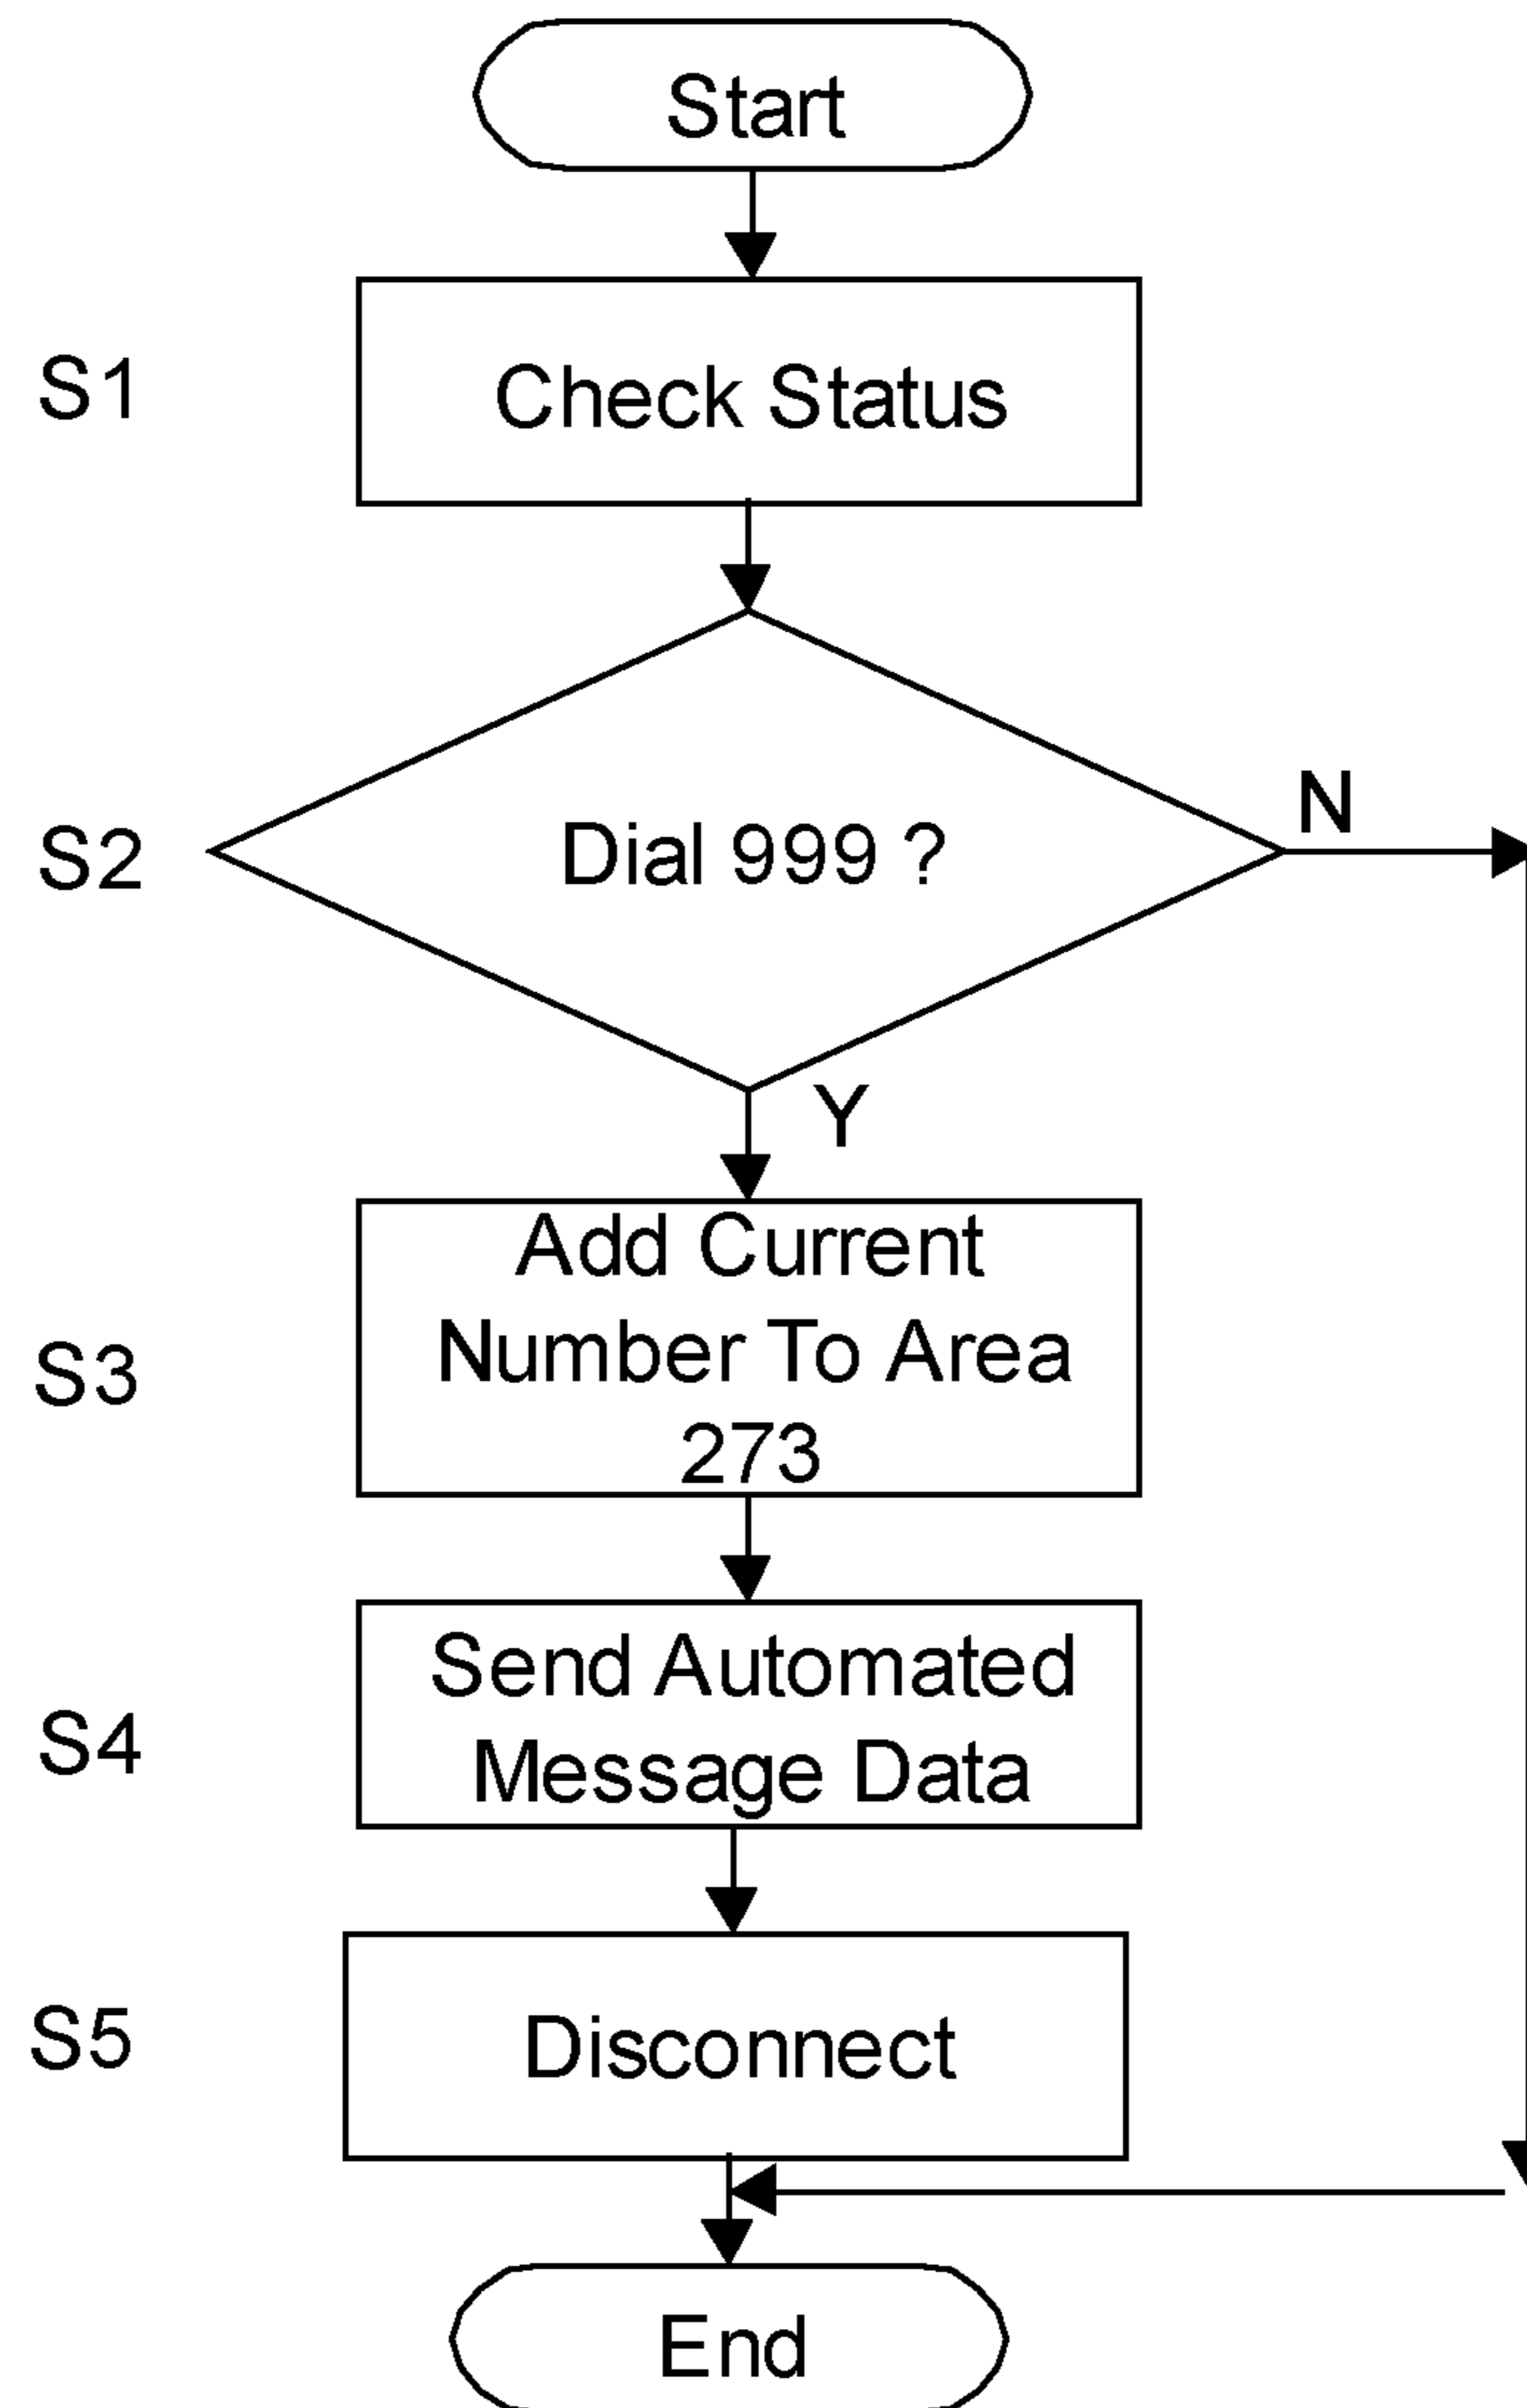 Start
S1
Check Status
S2
Dial 999 ?
N
Y
S3
Add Current
Number To Area
273
S4
Send Automated
Message Data
S5
Disconnect
End